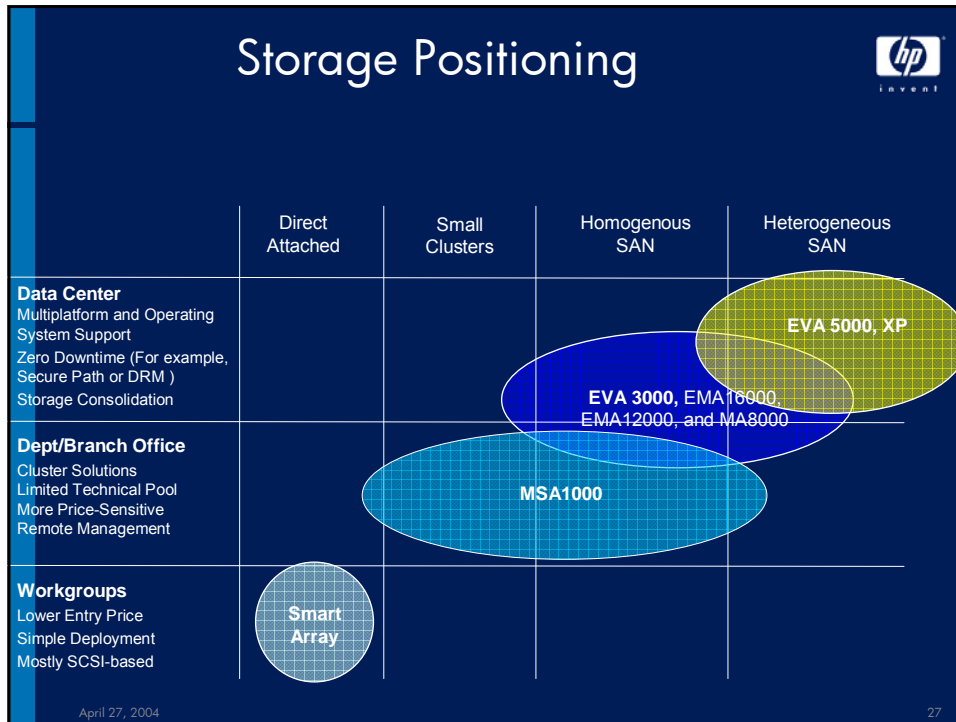 Storage Positioning
hp
invent
Direct
Attached
Small
Clusters
Homogenous
SAN
Heterogeneous
SAN
Data Center
Multiplatform and Operating
System Support
Zero Downtime (For example,
Secure Path or DRM )
Storage Consolidation
EVA 5000, XP
EVA 3000, EMA16000,
EMA12000, and MA8000
Dept/Branch Office
Cluster Solutions
Limited Technical Pool
More Price-Sensitive
Remote Management
MSA1000
Workgroups
Lower Entry Price
Simple Deployment
Mostly SCSI-based
Smart
Array
April 27, 2004
27